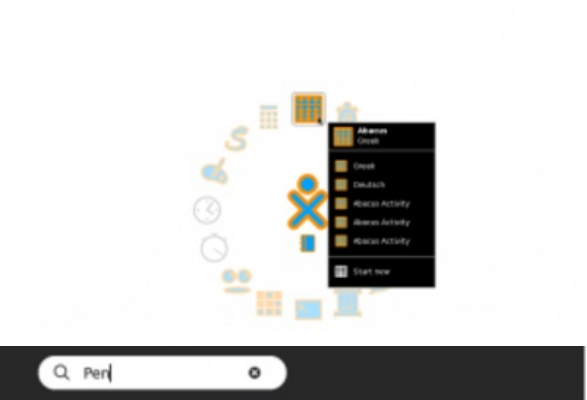 Abacus
Greek
Greek
Deutsch
Abacus Activity
Abacus Activity
Abacus Activity
Start new
Pen